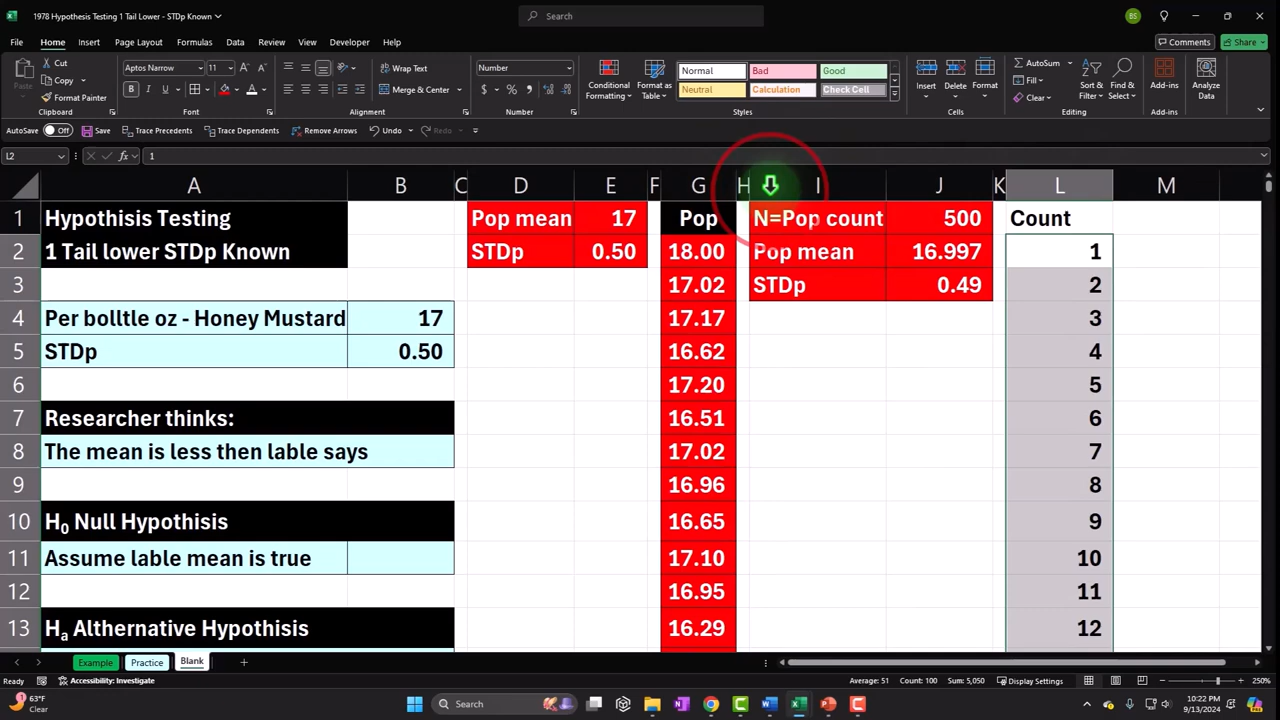 1978 Hypothesis Testing 1 Tail Lower - STDp Known
Search
BS
File Home Insert Page Layout Formulas Data Review View Developer Help
Comments Share
Cut
Copy
Format Painter
Clipboard
Aptos Narrow 11
Font
Wrap Text
Merge & Center
Alignment
Number
Number
Conditional Formatting
Format as Table
Normal Bad Good
Neutral Calculation Check Cell
Styles
Insert Delete Format
Cells
AutoSum
Fill
Clear
Sort & Filter
Find & Select
Editing
Add-ins
Add-ins
Analyze Data
AutoSave Off Save Trace Precedents Trace Dependents Remove Arrows Undo Redo
L2 fx 1
A B C D E F G H I J K L M
1 Hypothisis Testing Pop mean 17 Pop N=Pop count 500 Count
2 1 Tail lower STDp Known STDp 0.50 18.00 Pop mean 16.997 1
3 17.02 STDp 0.49 2
4 Per bolltle oz - Honey Mustard 17 17.17 3
5 STDp 0.50 16.62 4
6 17.20 5
7 Researcher thinks: 16.51 6
8 The mean is less then lable says 17.02 7
9 16.96 8
10 H0 Null Hypothisis 16.65 9
11 Assume lable mean is true 17.10 10
12 16.95 11
13 Ha Althernative Hypothisis 16.29 12
Example Practice Blank
Ready Accessibility: Investigate Average: 51 Count: 100 Sum: 5,050 Display Settings 250%
63°F
Clear
Search
10:22 PM
9/13/2024